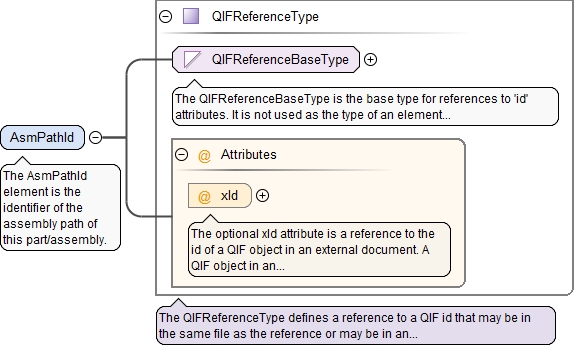 QIFReferenceType
QIFReferenceBaseType
The QIFReferenceBaseType is the base type for references to 'id'
attributes. It is not used as the type of an element...
AsmPathId
The AsmPathId
element is the
identifier of the
assembly path of
this part/assembly.
@ Attributes
@ xId
The optional xId attribute is a reference to the
id of a QIF object in an external document. A
QIF object in an...
The QIFReferenceType defines a reference to a QIF id that may be in
the same file as the reference or may be in an...